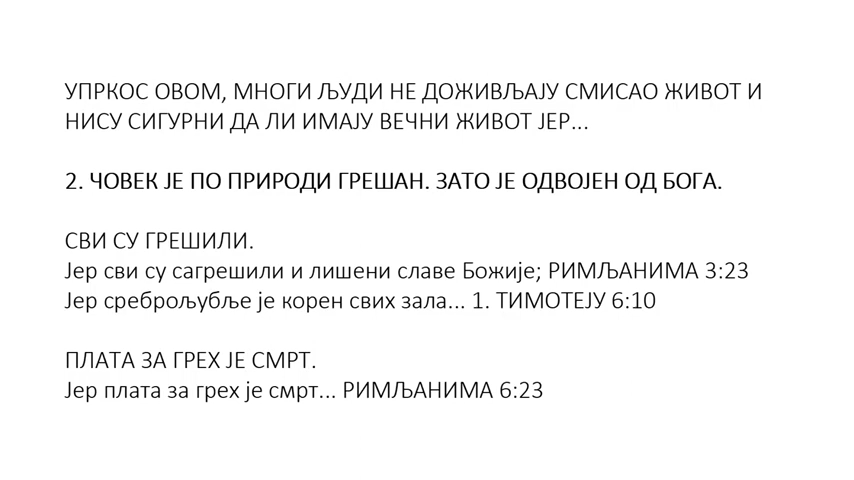 УПРКОС ОВОМ, МНОГИ ЉУДИ НЕ ДОЖИВЉАЈУ СМИСАО ЖИВОТ И
НИСУ СИГУРНИ ДА ЛИ ИМАЈУ ВЕЧНИ ЖИВОТ ЈЕР...
2. ЧОВЕК ЈЕ ПО ПРИРОДИ ГРЕШАН. ЗАТО ЈЕ ОДВОЈЕН ОД БОГА.
СВИ СУ ГРЕШИЛИ.
Јер сви су сагрешили и лишени славе Божије; РИМЉАНИМА 3:23
Јер среброљубље је корен свих зала... 1. ТИМОТЕЈУ 6:10
ПЛАТА ЗА ГРЕХ ЈЕ СМРТ.
Јер плата за грех је смрт... РИМЉАНИМА 6:23